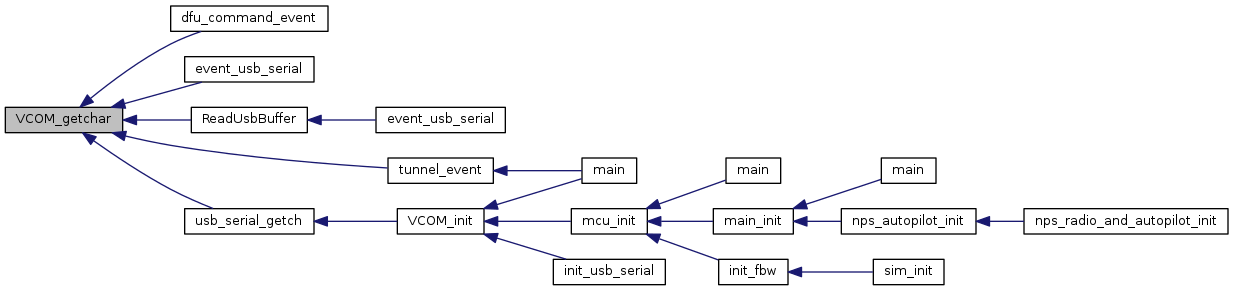 dfu_command_event
event_usb_serial
VCOM_getchar
ReadUsbBuffer
event_usb_serial
tunnel_event
main
main
main
usb_serial_getch
VCOM_init
mcu_init
main_init
nps_autopilot_init
nps_radio_and_autopilot_init
init_usb_serial
init_fbw
sim_init